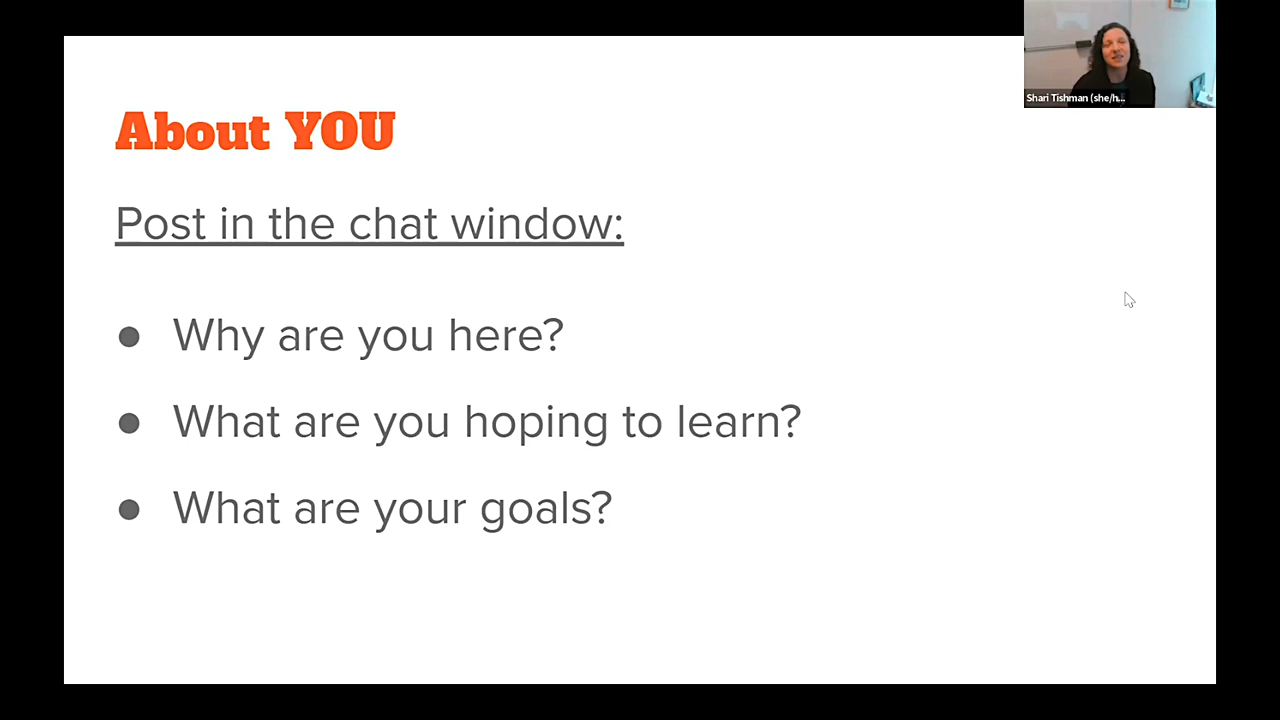 About YOU
Post in the chat window:
● Why are you here?
● What are you hoping to learn?
● What are your goals?
Shari Tishman (she/h...